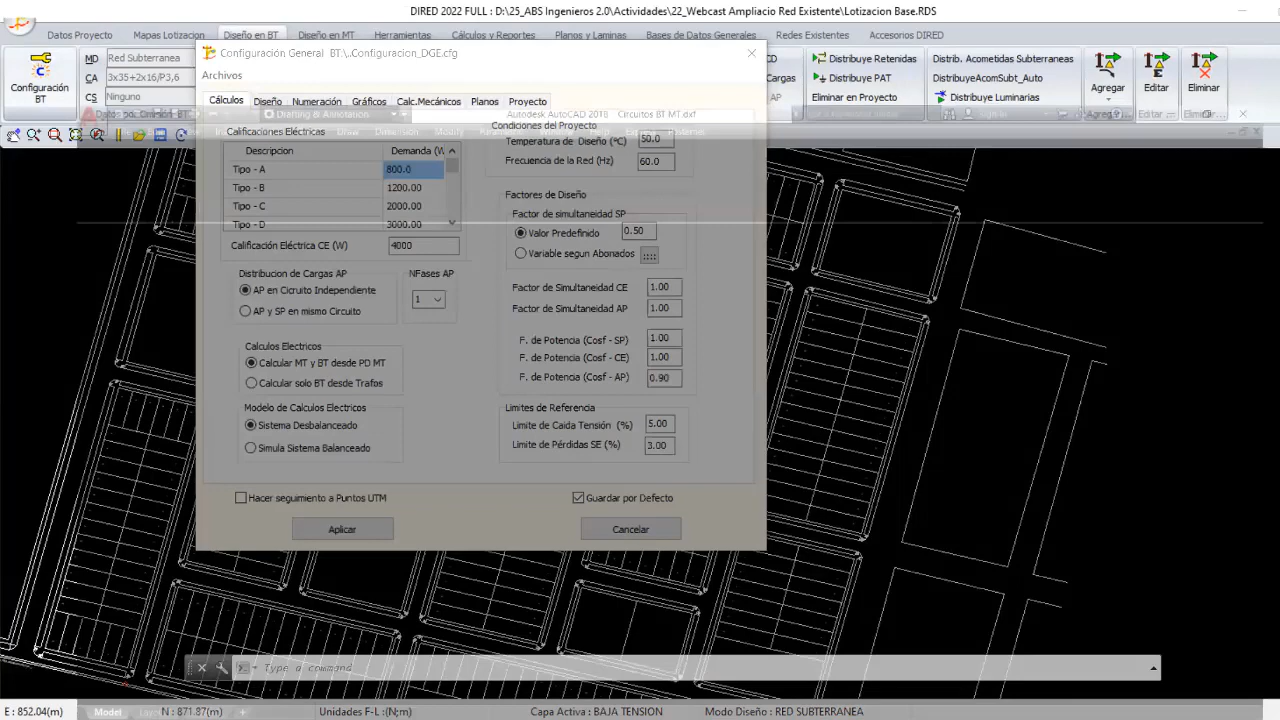 DIRED 2022 FULL : D:\25_ABS Ingenieros 2.0\Actividades\22_Webcast Ampliacio Red Existente\Lotizacion Base.RDS
Datos Proyecto
Mapas Lotizacion
Diseño en BT
Diseño en MT
Herramientas
Cálculos y Reportes
Planos y Laminas
Bases de Datos Generales
Redes Existentes
Accesorios DIRED
Configuración BT
MD Red Subterranea
CA 3x35+2x16/P3,6
CS Ninguno
Configuración General BT:\.Configuracion_DGE.cfg
Archivos
Cálculos
Diseño
Numeración
Gráficos
Calc.Mecánicos
Planos
Proyecto
Drafting & Annotation
Autodesk AutoCAD 2018 Circuitos BT MT.dxf
Distribuye Retenidas
Distribuye PAT
Eliminar en Proyecto
Distrib. Acometidas Subterraneas
DistribuyeAcomSubt_Auto
Distribuye Luminarias
Agregar
Editar
Eliminar
Calificaciones Eléctricas
Descripcion Demanda (W
Tipo - A 800.0
Tipo - B 1200.00
Tipo - C 2000.00
Tipo - D 3000.00
Calificación Eléctrica CE (W) 4000
Distribucion de Cargas AP
AP en Cicruito Independiente
AP y SP en mismo Circuito
NFases AP
1
Calculos Electricos
Calcular MT y BT desde PD MT
Calcular solo BT desde Trafos
Modelo de Calculos Electricos
Sistema Desbalanceado
Simula Sistema Balanceado
Condiciones del Proyecto
Temperatura de Diseño (°C) 50.0
Frecuencia de la Red (Hz) 60.0
Factores de Diseño
Factor de simultaneidad SP
Valor Predefinido 0.50
Variable segun Abonados
Factor de Simultaneidad CE 1.00
Factor de Simultaneidad AP 1.00
F. de Potencia (Cosf - SP) 1.00
F. de Potencia (Cosf - CE) 1.00
F. de Potencia (Cosf - AP) 0.90
Limites de Referencia
Limite de Caida Tensión (%) 5.00
Limite de Pérdidas SE (%) 3.00
Hacer seguimiento a Puntos UTM
Guardar por Defecto
Aplicar
Cancelar
Type a command
E : 852.04(m)
Model
N : 871.87(m)
Unidades F-L : (N;m)
Capa Activa : BAJA TENSION
Modo Diseño : RED SUBTERRANEA